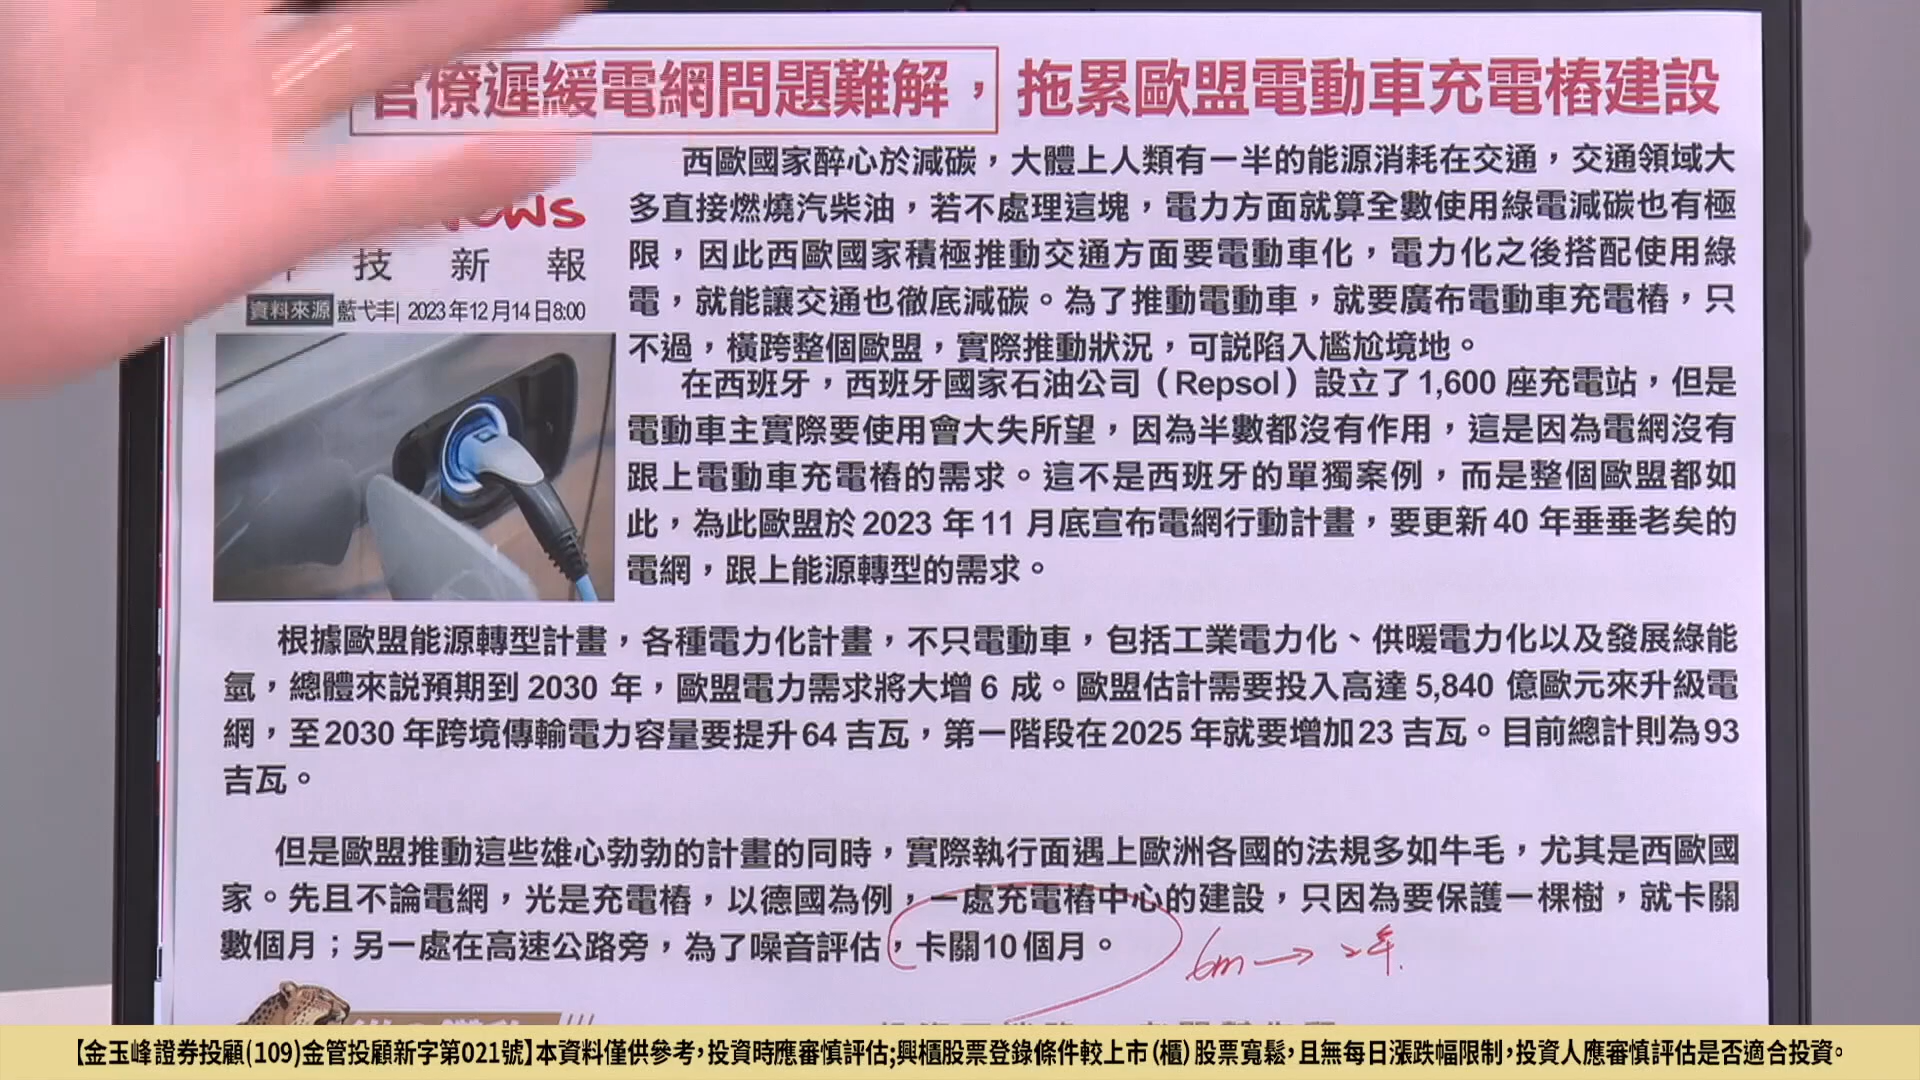 官僚遲緩電網問題難解，拖累歐盟電動車充電樁建設
News
技新報
資料來源 藍弋丰| 2023年12月14日8:00
西歐國家醉心於減碳，大體上人類有一半的能源消耗在交通，交通領域大
多直接燃燒汽柴油，若不處理這塊，電力方面就算全數使用綠電減碳也有極
限，因此西歐國家積極推動交通方面要電動車化，電力化之後搭配使用綠
電，就能讓交通也徹底減碳。為了推動電動車，就要廣布電動車充電樁，只
不過，橫跨整個歐盟，實際推動狀況，可說陷入尷尬境地。
在西班牙，西班牙國家石油公司（Repsol）設立了1,600 座充電站，但是
電動車主實際要使用會大失所望，因為半數都沒有作用，這是因為電網沒有
跟上電動車充電樁的需求。這不是西班牙的單獨案例，而是整個歐盟都如
此，為此歐盟於2023 年11 月底宣布電網行動計畫，要更新40 年垂垂老矣的
電網，跟上能源轉型的需求。
根據歐盟能源轉型計畫，各種電力化計畫，不只電動車，包括工業電力化、供暖電力化以及發展綠能
氫，總體來說預期到2030 年，歐盟電力需求將大增6 成。歐盟估計需要投入高達5,840 億歐元來升級電
網，至2030 年跨境傳輸電力容量要提升64 吉瓦，第一階段在2025 年就要增加23 吉瓦。目前總計則為93
吉瓦。
但是歐盟推動這些雄心勃勃的計畫的同時，實際執行面遇上歐洲各國的法規多如牛毛，尤其是西歐國
家。先且不論電網，光是充電樁，以德國為例，一處充電樁中心的建設，只因為要保護一棵樹，就卡關
數個月；另一處在高速公路旁，為了噪音評估，卡關10個月。
6m→2年.
【金玉峰證券投顧(109)金管投顧新字第021號】本資料僅供參考，投資時應審慎評估；興櫃股票登錄條件較上市（櫃）股票寬鬆，且無每日漲跌幅限制，投資人應審慎評估是否適合投資。